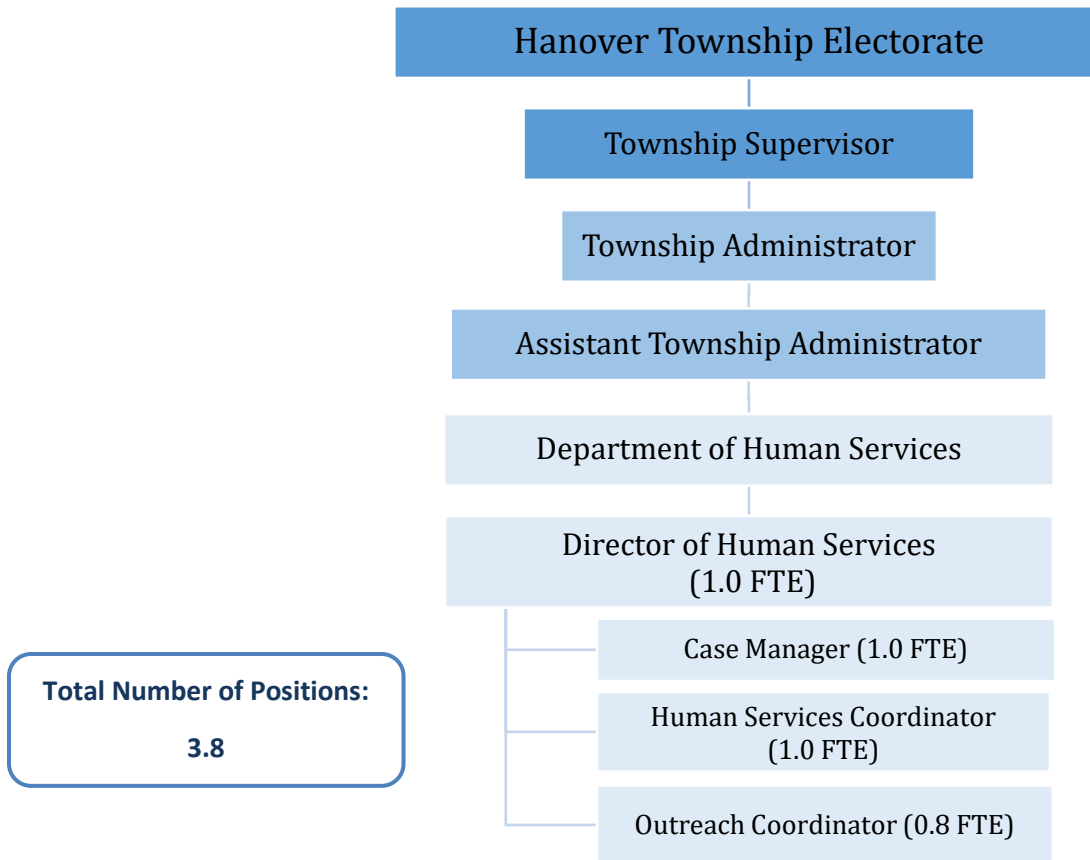 Hanover Township Electorate
Township Supervisor
Township Administrator
Assistant Township Administrator
Department of Human Services
Director of Human Services
(1.0 FTE)
Case Manager (1.0 FTE)
Human Services Coordinator
(1.0 FTE)
Outreach Coordinator (0.8 FTE)
Total Number of Positions:
3.8